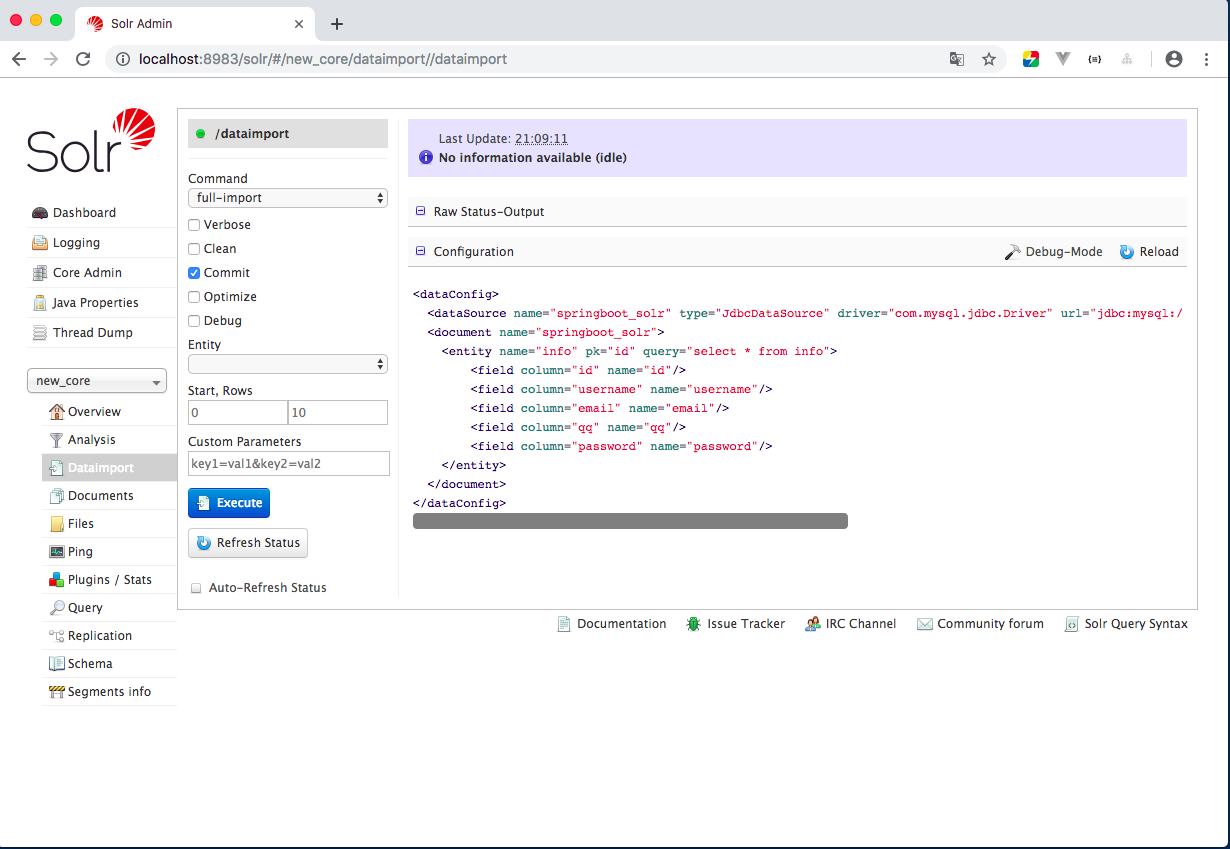 Solr Admin
localhost:8983/solr/#/new_core/dataimport//dataimport
Solr
Dashboard
Logging
Core Admin
Java Properties
Thread Dump
new_core
Overview
Analysis
Dataimport
Documents
Files
Ping
Plugins / Stats
Query
Replication
Schema
Segments info
/dataimport
Command
full-import
Verbose
Clean
Commit
Optimize
Debug
Entity
Start, Rows
0 10
Custom Parameters
key1=val1&key2=val2
Execute
Refresh Status
Auto-Refresh Status
Last Update: 21:09:11
No information available (idle)
Raw Status-Output
Configuration Debug-Mode Reload
<dataConfig>
<dataSource name="springboot_solr" type="JdbcDataSource" driver="com.mysql.jdbc.Driver" url="jdbc:mysql:/
<document name="springboot_solr">
<entity name="info" pk="id" query="select * from info">
<field column="id" name="id"/>
<field column="username" name="username"/>
<field column="email" name="email"/>
<field column="qq" name="qq"/>
<field column="password" name="password"/>
</entity>
</document>
</dataConfig>
Documentation Issue Tracker IRC Channel Community forum Solr Query Syntax